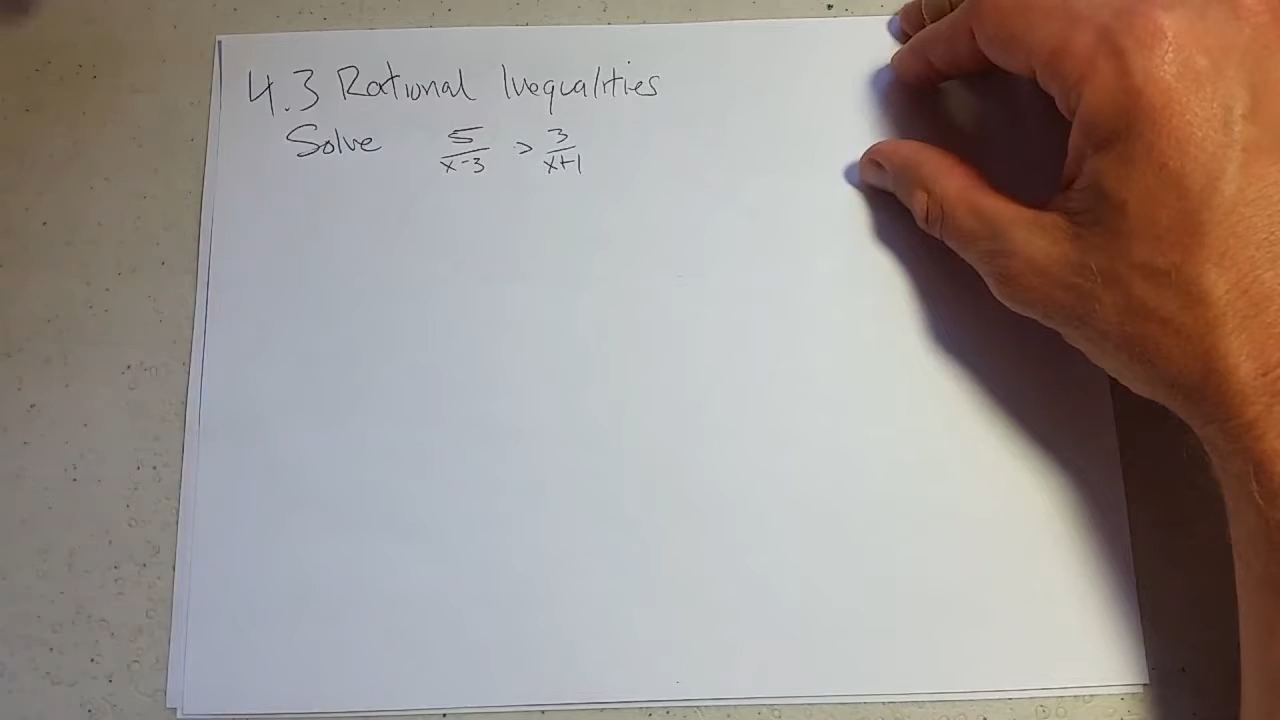 4.3 Rational Inequalities
Solve 5/(x-3) > 3/(x+1)